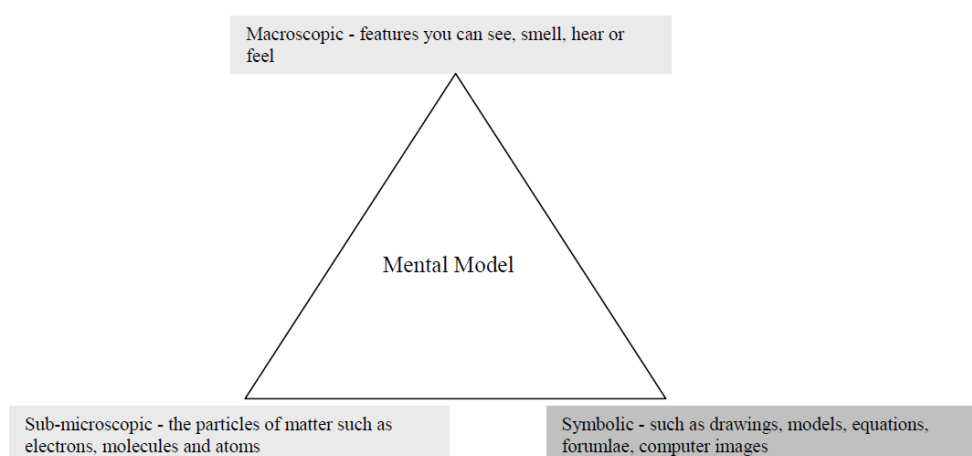 Macroscopic - features you can see, smell, hear or
feel
Mental Model
Sub-microscopic - the particles of matter such as
electrons, molecules and atoms
Symbolic - such as drawings, models, equations,
forumlae, computer images